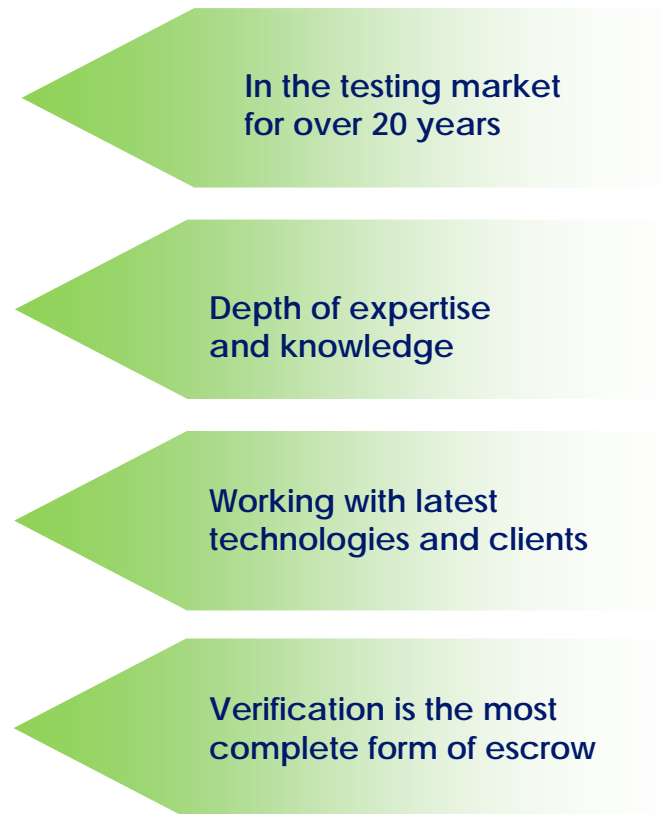 In the testing market
for over 20 years
Depth of expertise
and knowledge
Working with latest
technologies and clients
Verification is the most
complete form of escrow